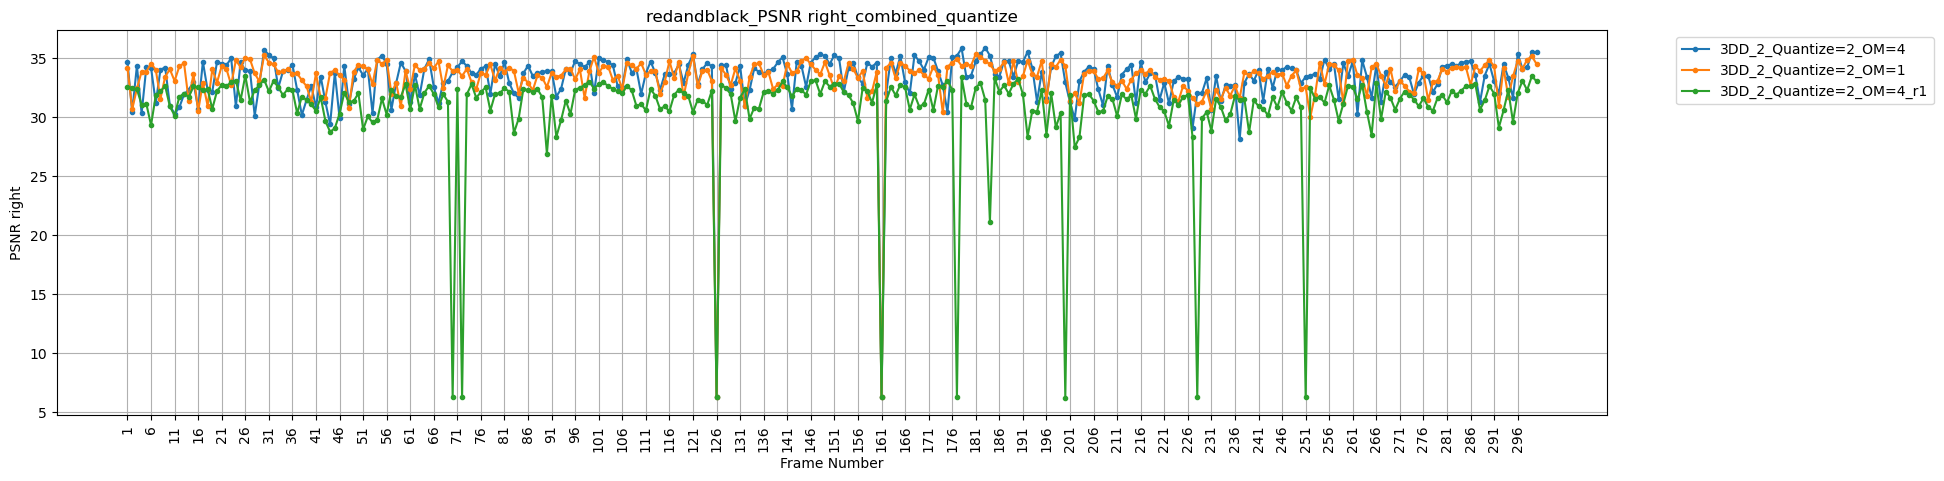 redandblack_PSNR right_combined_quantize
3DD_2_Quantize=2_OM=4
3DD_2_Quantize=2_OM=1
3DD_2_Quantize=2_OM=4_r1
PSNR right
35
30
25
20
15
10
5
1 6 11 16 21 26 31 36 41 46 51 56 61 66 71 76 81 86 91 96 101 106 111 116 121 126 131 136 141 146 151 156 161 166 171 176 181 186 191 196 201 206 211 216 221 226 231 236 241 246 251 256 261 266 271 276 281 286 291 296
Frame Number